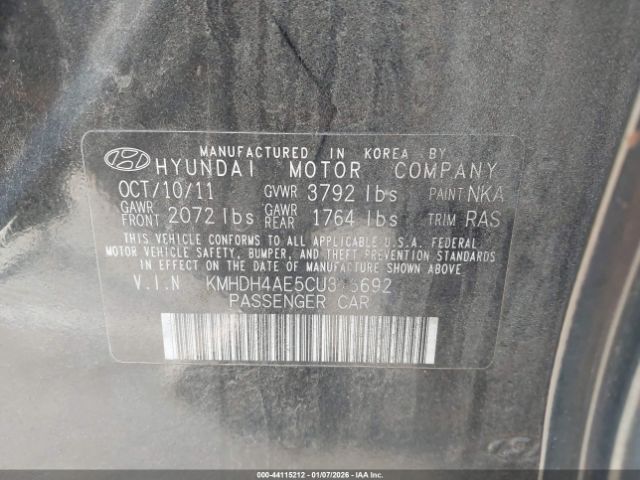 MANUFACTURED IN KOREA BY
HYUNDAI MOTOR COMPANY
OCT/10/11 GVWR 3792 lbs PAINT NKA
GAWR FRONT 2072 lbs GAWR REAR 1764 lbs TRIM RAS
THIS VEHICLE CONFORMS TO ALL APPLICABLE U.S.A. FEDERAL
MOTOR VEHICLE SAFETY, BUMPER, AND THEFT PREVENTION STANDARDS
IN EFFECT ON THE DATE OF MANUFACTURE SHOWN ABOVE.
V.I.N
PASSENGER CAR
000-44115212 - 01/07/2026 - © COPYRIGHT IAA, LLC